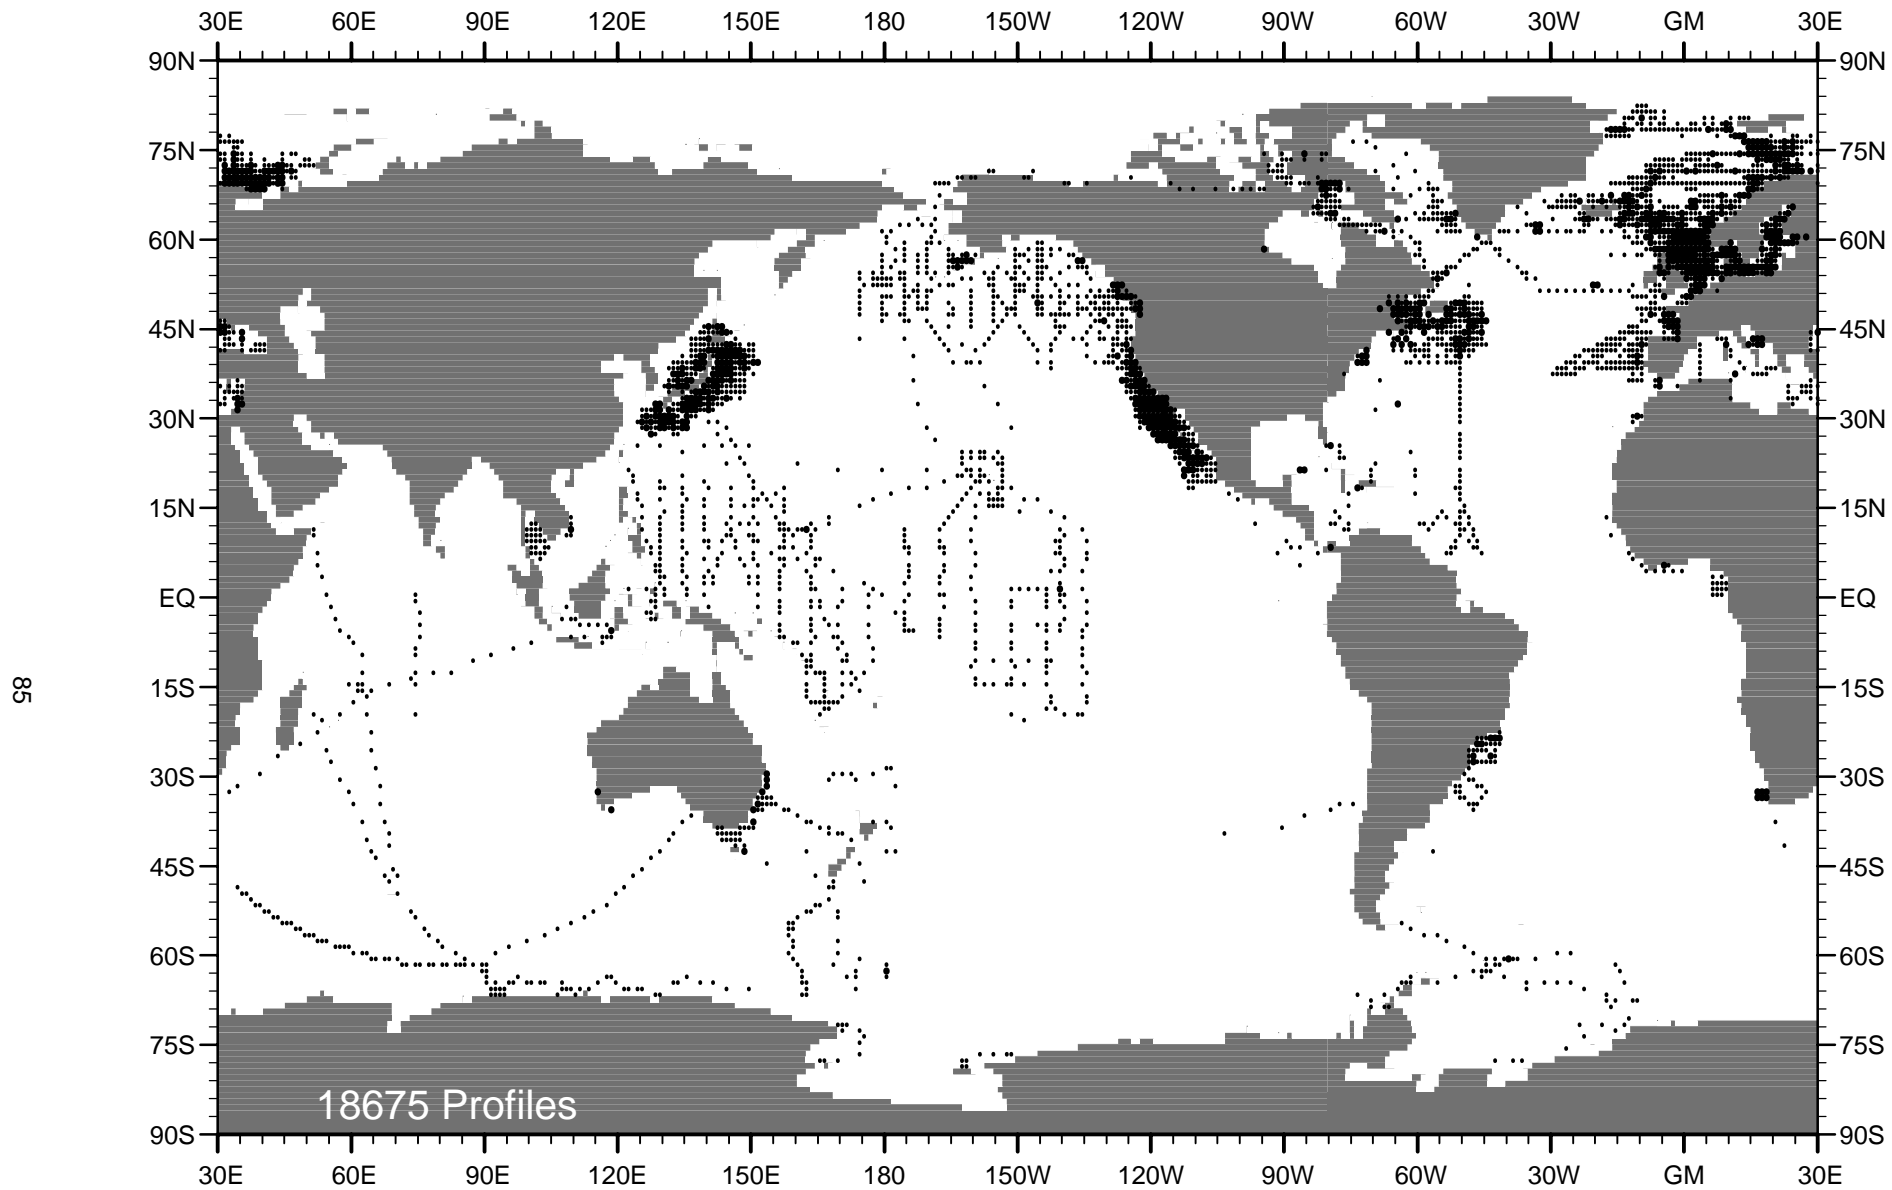 30E 60E 90E 120E 150E 180 150W 120W 90W 60W 30W GM 30E
90N 90N
75N 75N
60N 60N
45N 45N
30N 30N
15N 15N
EQ EQ
15S 15S
85
30S 30S
45S 45S
60S 60S
75S 75S
18675 Profiles
90S 90S
30E 60E 90E 120E 150E 180 150W 120W 90W 60W 30W GM 30E